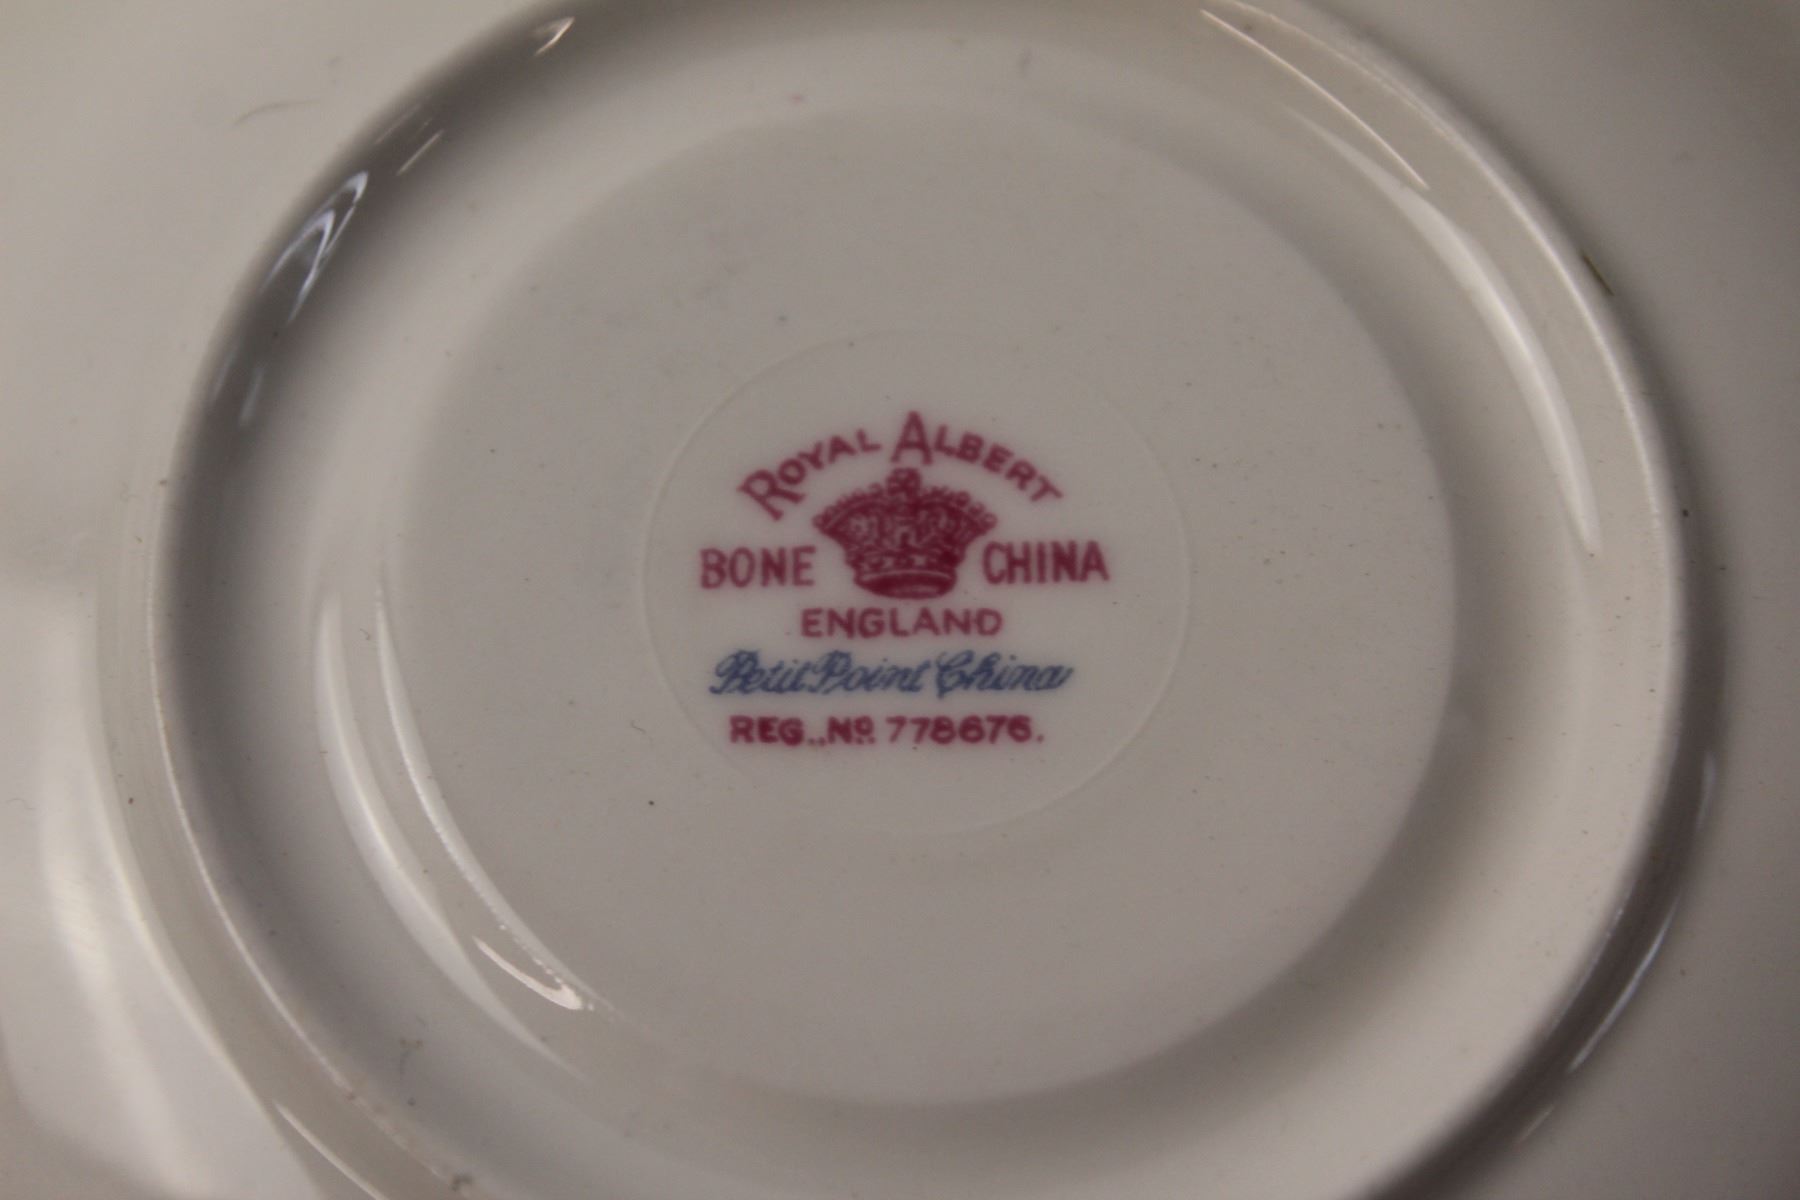 ROYAL ALBERT
BONE CHINA
ENGLAND
Petit Point China
REG..No. 778676.